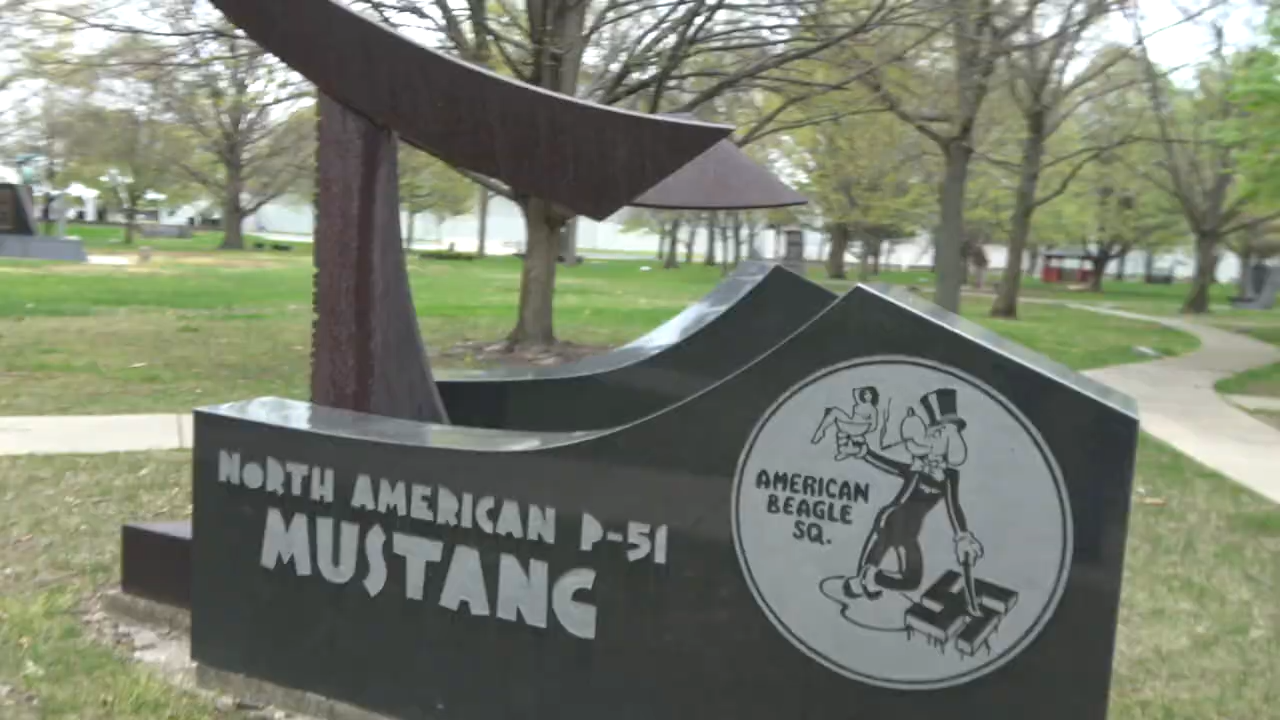 NORTH AMERICAN P-51
MUSTANG
AMERICAN
BEAGLE
SQ.